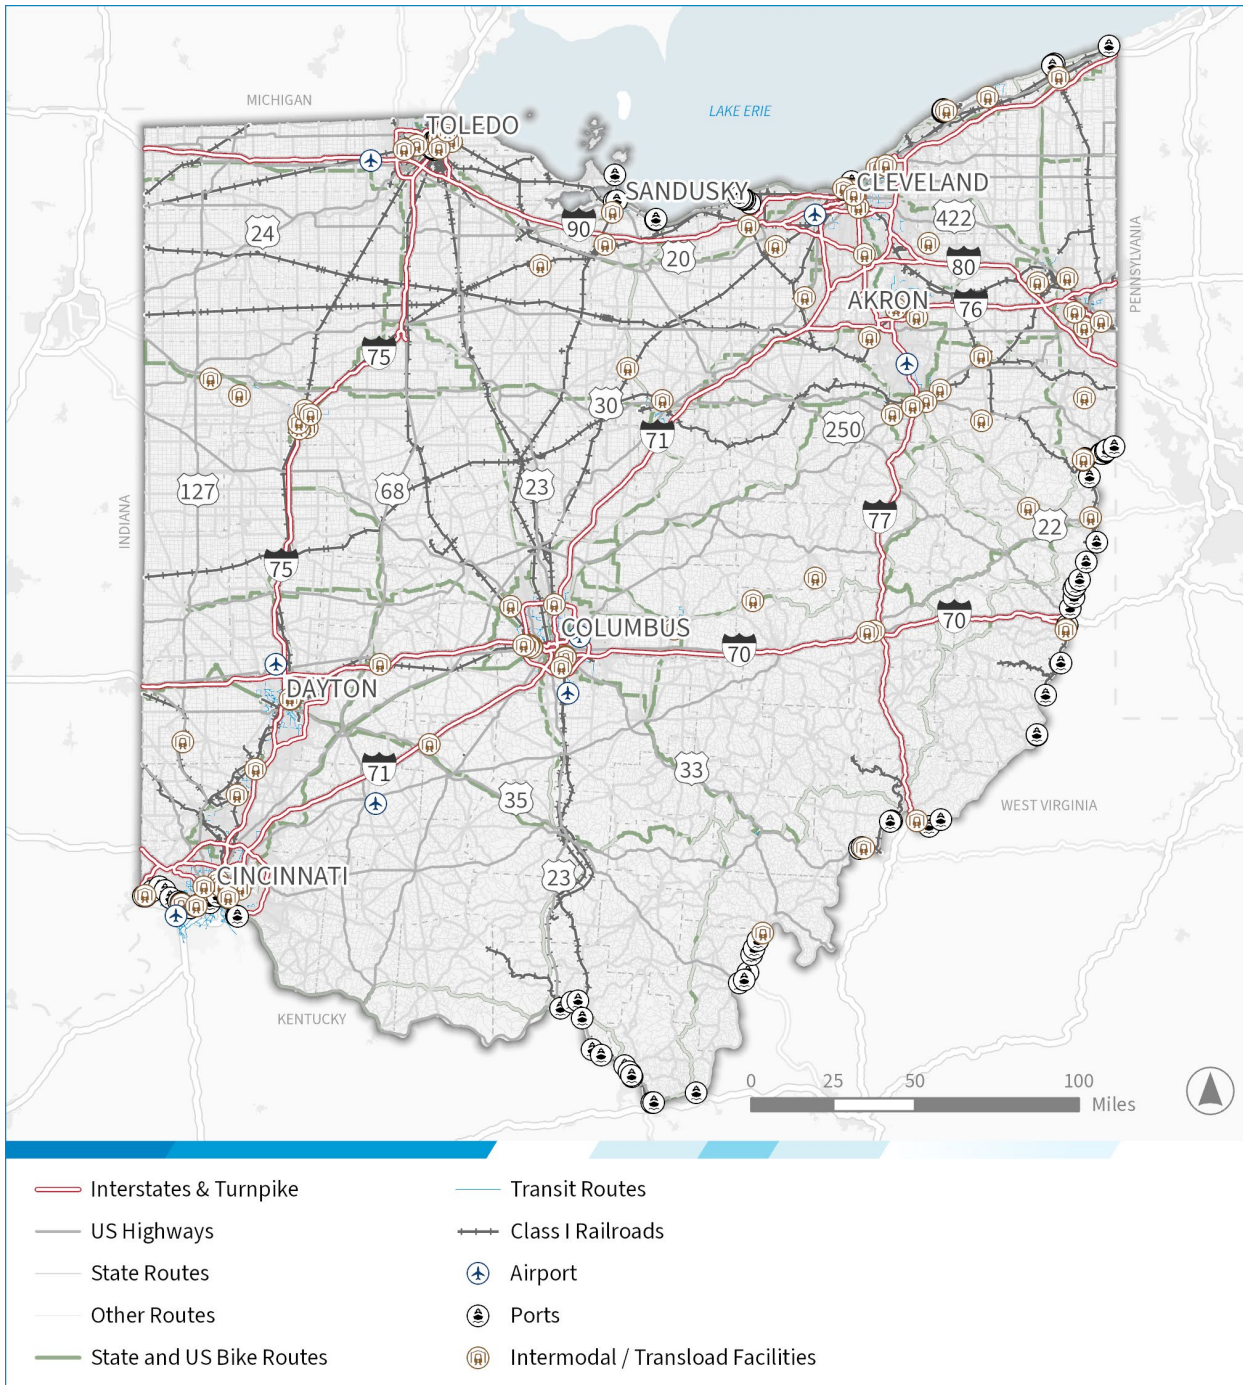 MICHIGAN
LAKE ERIE
TOLEDO
SANDUSKY
CLEVELAND
24
90
20
422
80
PENNSYLVANIA
AKRON
76
75
30
71
250
127
68
23
77
22
INDIANA
75
COLUMBUS
70
70
DAYTON
33
71
35
WEST VIRGINIA
CINCINNATI
23
KENTUCKY
0 25 50 100
Miles
Interstates & Turnpike
US Highways
State Routes
Other Routes
State and US Bike Routes
Transit Routes
Class I Railroads
Airport
Ports
Intermodal / Transload Facilities